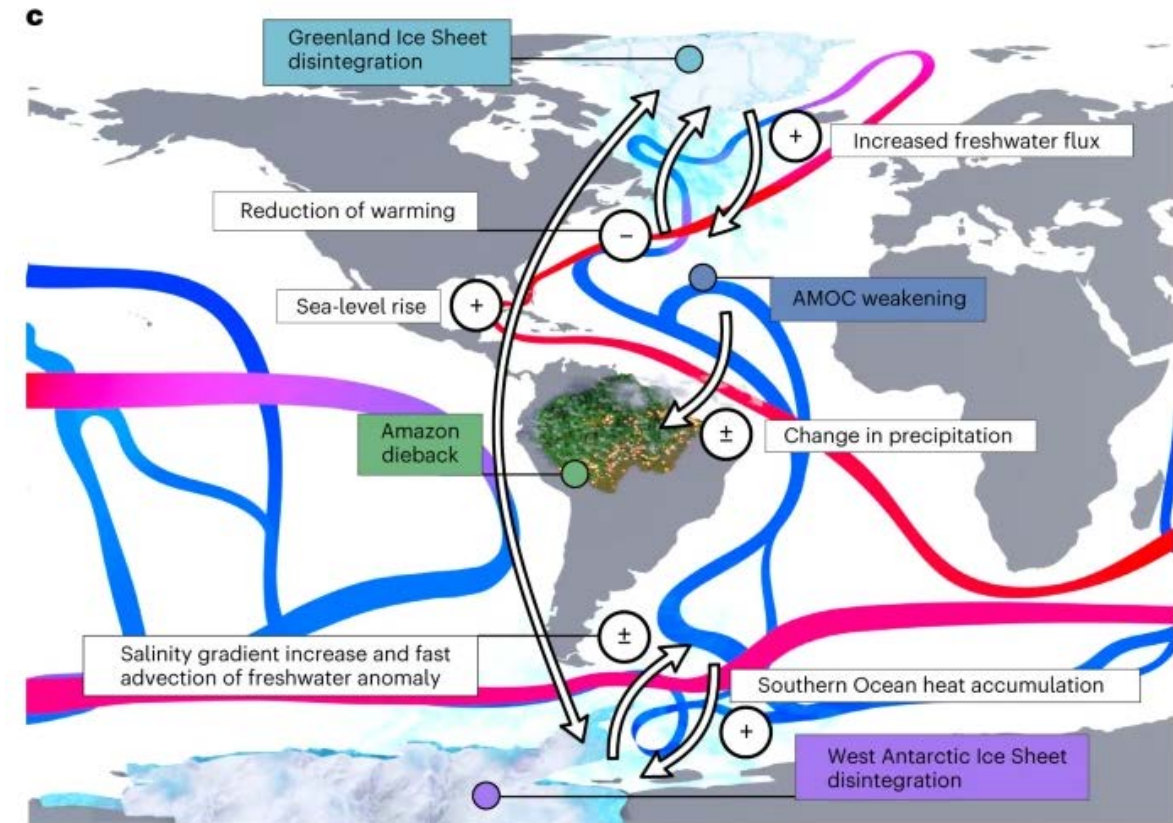 c
Greenland Ice Sheet
disintegration
+
Increased freshwater flux
Reduction of warming
−
Sea-level rise
+
AMOC weakening
Amazon
dieback
±
Change in precipitation
±
Salinity gradient increase and fast
advection of freshwater anomaly
Southern Ocean heat accumulation
+
West Antarctic Ice Sheet
disintegration